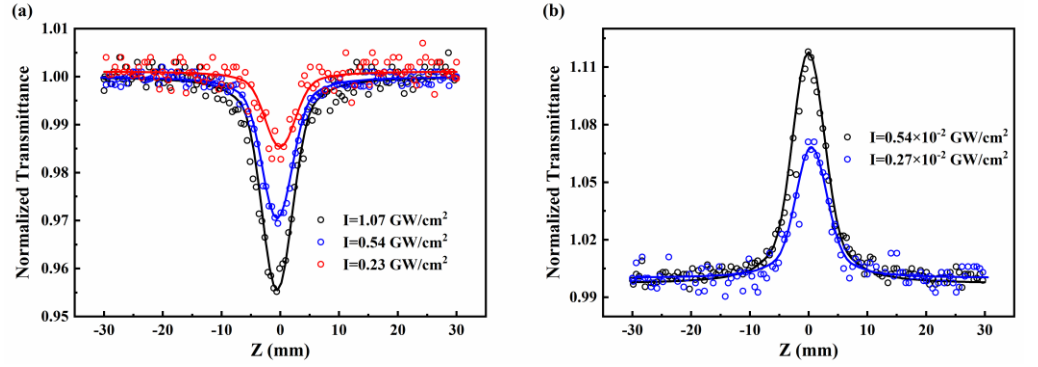 (a)
1.01
1.00
0.99
0.98
0.97
0.96
0.95
Normalized Transmittance
I=1.07 GW/cm²
I=0.54 GW/cm²
I=0.23 GW/cm²
-30 -20 -10 0 10 20 30
Z (mm)
(b)
1.11
1.08
1.05
1.02
0.99
Normalized Transmittance
I=0.54×10⁻² GW/cm²
I=0.27×10⁻² GW/cm²
-30 -20 -10 0 10 20 30
Z (mm)